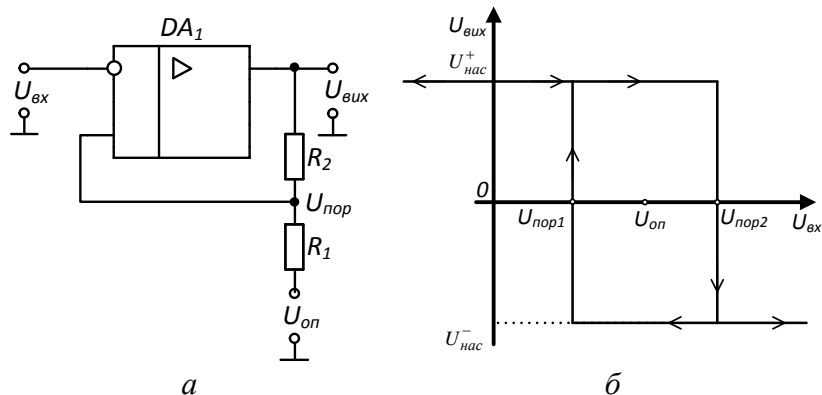 DA₁
Uвх
Uвих
R₂
Uпор
R₁
Uоп
а
Uвих
U⁺нас
0
Uпор1
Uоп
Uпор2
Uвх
U⁻нас
б